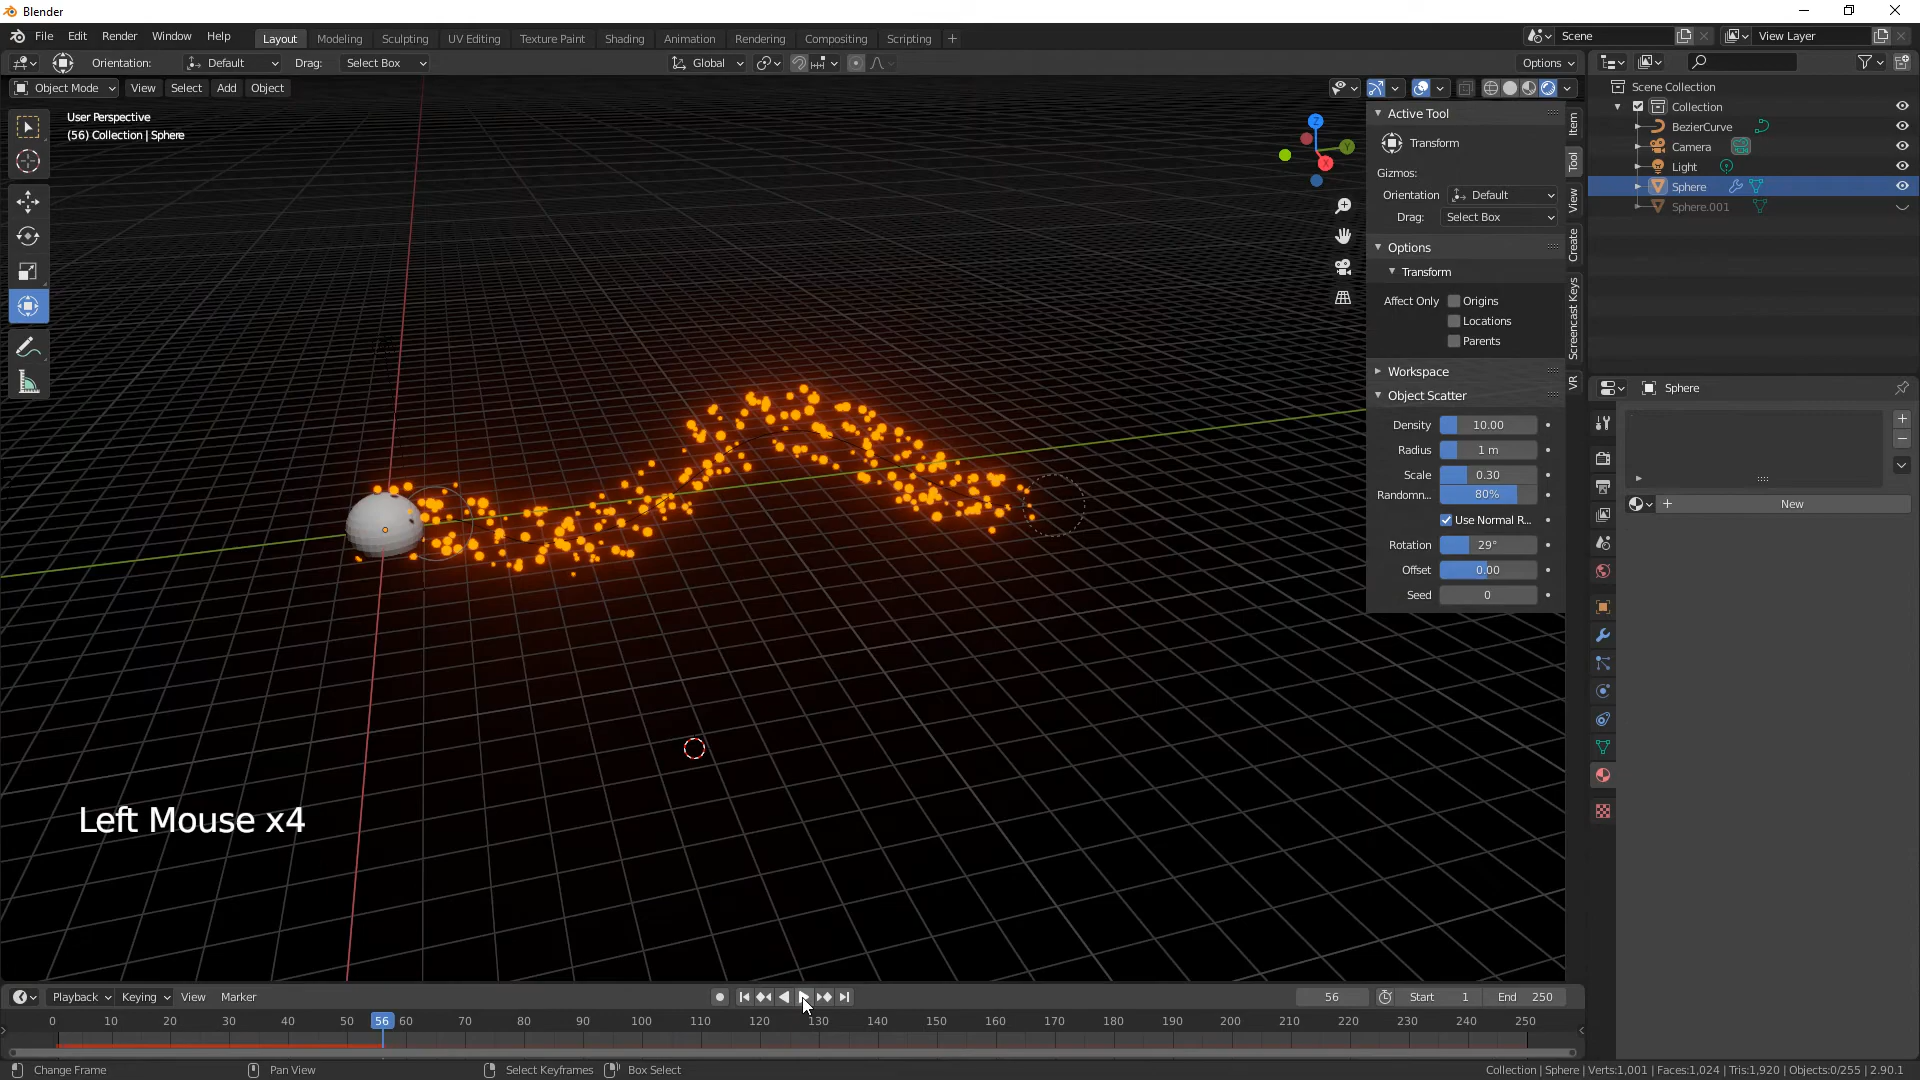 Blender
File Edit Render Window Help Layout Modeling Sculpting UV Editing Texture Paint Shading Animation Rendering Compositing Scripting + Scene View Layer
Orientation: Default Drag: Select Box Global Options
Object Mode View Select Add Object
User Perspective
(56) Collection | Sphere
Z
Y
X
Active Tool
Transform
Gizmos:
Orientation Default
Drag: Select Box
Options
Transform
Affect Only Origins
Locations
Parents
Workspace
Object Scatter
Density 10.00
Radius 1 m
Scale 0.30
Randomn... 80%
Use Normal R...
Rotation 29°
Offset 0.00
Seed 0
Item
Tool
View
Create
Screencast Keys
VR
Scene Collection
Collection
BezierCurve
Camera
Light
Sphere
Sphere.001
Sphere
New
Left Mouse x4
Playback Keying View Marker 56 Start 1 End 250
0 10 20 30 40 50 56 60 70 80 90 100 110 120 130 140 150 160 170 180 190 200 210 220 230 240 250
Change Frame Pan View Select Keyframes Box Select Collection | Sphere | Verts:1,001 | Faces:1,024 | Tris:1,920 | Objects:0/255 | 2.90.1